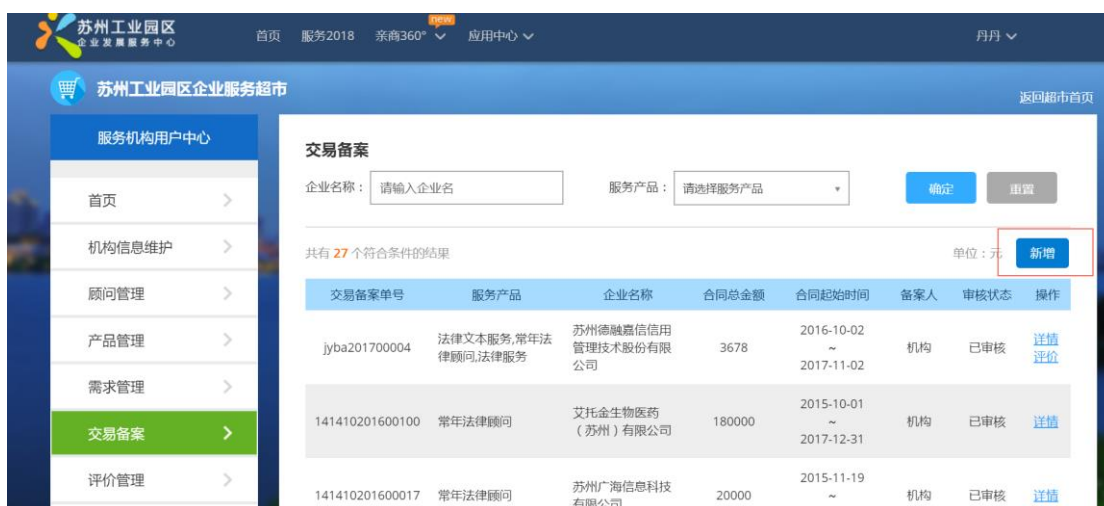 苏州工业园区
企业发展服务中心
首页 服务2018 亲商360° new 应用中心 丹丹
苏州工业园区企业服务超市
返回超市首页
服务机构用户中心
首页
机构信息维护
顾问管理
产品管理
需求管理
交易备案
评价管理
交易备案
企业名称： 请输入企业名 服务产品： 请选择服务产品 确定 重置
共有 27 个符合条件的结果 单位：元 新增
交易备案单号 服务产品 企业名称 合同总金额 合同起始时间 备案人 审核状态 操作
jyba201700004 法律文本服务,常年法律顾问,法律服务 苏州德融嘉信信用管理技术股份有限公司 3678 2016-10-02 ~ 2017-11-02 机构 已审核 详情 评价
141410201600100 常年法律顾问 艾托金生物医药（苏州）有限公司 180000 2015-10-01 ~ 2017-12-31 机构 已审核 详情
141410201600017 常年法律顾问 苏州广海信息科技有限公司 20000 2015-11-19 ~ 机构 已审核 详情